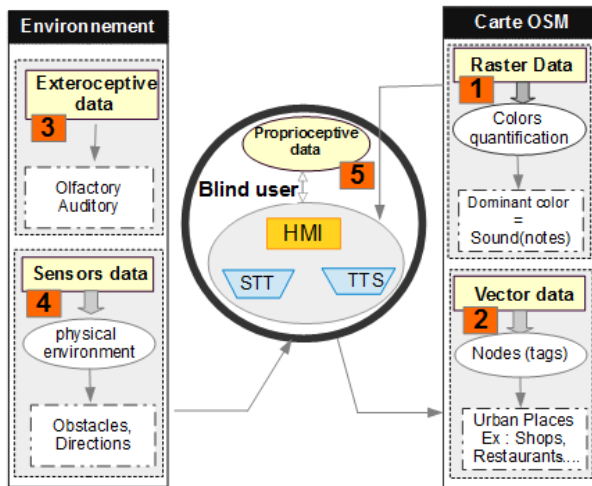 Environnement
Exteroceptive
data
3
Olfactory
Auditory
Sensors data
4
physical
environment
Obstacles,
Directions
Proprioceptive
data
5
Blind user
HMI
STT
TTS
Carte OSM
Raster Data
1
Colors
quantification
Dominant color
=
Sound(notes)
Vector data
2
Nodes (tags)
Urban Places
Ex : Shops,
Restaurants....